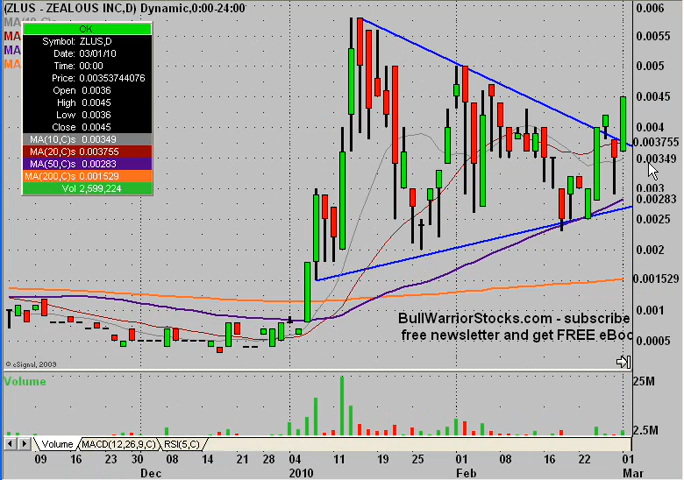 (ZLUS - ZEALOUS INC,D) Dynamic,0:00-24:00
OK
Symbol: ZLUS,D
Date: 03/01/10
Time: 00:00
Price: 0.00353744076
Open 0.0036
High 0.0045
Low 0.0036
Close 0.0045
MA(10,C)s 0.00349
MA(20,C)s 0.003755
MA(50,C)s 0.00283
MA(200,C)s 0.001529
Vol 2,599,224
MA
MA
MA
0.006
0.0055
0.005
0.0045
0.004
0.003755
0.00349
0.003
0.00283
0.0025
0.002
0.001529
0.001
0.0005
BullWarriorStocks.com - subscribe
free newsletter and get FREE eBoo
© eSignal, 2009
Volume
25M
2.5M
Volume MACD(12,26,9,C) RSI(5,C)
09 16 23 30 08 14 21 28 04 11 19 25 01 08 16 22 01
Dec 2010 Feb Mar